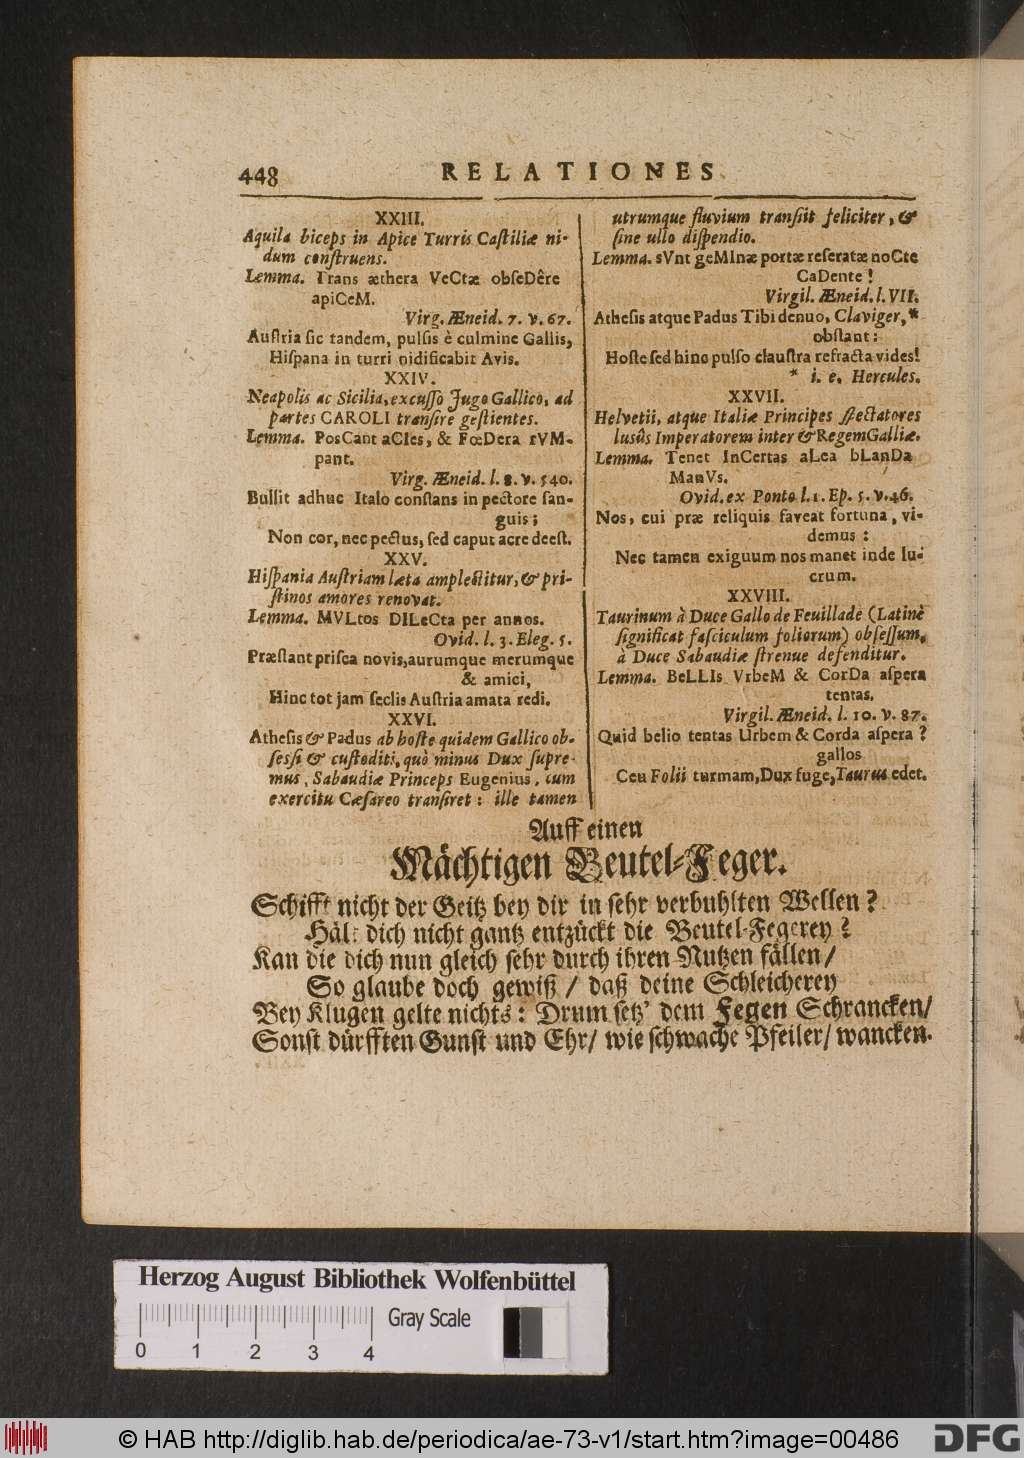 448 RELATIONES
XXIII.
Aquila biceps in Apice Turris Caſtiliæ ni-
dum conſtruens.
Lemma. Trans æthera VeCtæ obſeDêre
apiCeM.
Virg. Æneid. 7. v. 67.
Auſtria ſic tandem, pulſis è culmine Gallis,
Hiſpana in turri nidificabit Avis.
XXIV.
Neapolis ac Sicilia, excuſſo Jugo Gallico, ad
partes CAROLI tranſire geſtientes.
Lemma. PosCant aCIes, & FœDera rVM-
pant.
Virg. Æneid. l. 8. v. 540.
Bullit adhuc Italo conſtans in pectore ſan-
guis;
Non cor, nec pectus, ſed caput acre deeſt.
XXV.
Hiſpania Auſtriam læta amplectitur, & pri-
ſtinos amores renovat.
Lemma. MVLtos DILeCta per annos.
Ovid. l. 3. Eleg. 5.
Præſtant priſca novis, aurumque merumque
& amici,
Hinc tot jam ſeclis Auſtria amata redi.
XXVI.
Atheſis & Padus ab hoſte quidem Gallico ob-
ſeſſi & cuſtoditi, quò minus Dux ſupre-
mus, Sabaudiæ Princeps Eugenius, cum
exercitu Cæſareo tranſiret: ille tamen
utrumque fluvium tranſiit feliciter, &
ſine ullo diſpendio.
Lemma. sVnt geMInæ portæ reſeratæ noCte
CaDente!
Virgil. Æneid. l. VII.
Atheſis atque Padus Tibi denuo, Claviger, *
obſtant:
Hoſte ſed hinc pulſo clauſtra refracta vides!
* i. e. Hercules.
XXVII.
Helvetii, atque Italiæ Principes ſpectatores
lusûs Imperatorem inter & Regem Galliæ.
Lemma. Tenet InCertas aLea bLanDa
ManVs.
Ovid. ex Ponto l. 1. Ep. 5. v. 46.
Nos, cui præ reliquis faveat fortuna, vi-
demus:
Nec tamen exiguum nos manet inde lu-
crum.
XXVIII.
Taurinum à Duce Gallo de Feuillade (Latinè
ſignificat faſciculum foliorum) obſeſſum,
à Duce Sabaudiæ ſtrenue defenditur.
Lemma. BeLLIs VrbeM & CorDa aſpera
tentas.
Virgil. Æneid. l. 10. v. 87.
Quid bello tentas Urbem & Corda aſpera?
gallos
Ceu Folii turmam, Dux fuge, Taurus edet.
Auff einen
Mächtigen Beutel-Feger.
Schifft nicht der Geitz bey dir in ſehr verbuhlten Wellen?
Hält dich nicht gantz entzückt die Beutel-Fegerey?
Kan die dich nun gleich ſehr durch ihren Nutzen fällen/
So glaube doch gewiß/ daß deine Schleicherey
Bey Klugen gelte nichts: Drum ſetz' dem Fegen Schrancken/
Sonſt dürfften Gunſt und Ehr/ wie ſchwache Pfeiler/ wancken.
Herzog August Bibliothek Wolfenbüttel
Gray Scale
0 1 2 3 4
© HAB http://diglib.hab.de/periodica/ae-73-v1/start.htm?image=00486
DFG